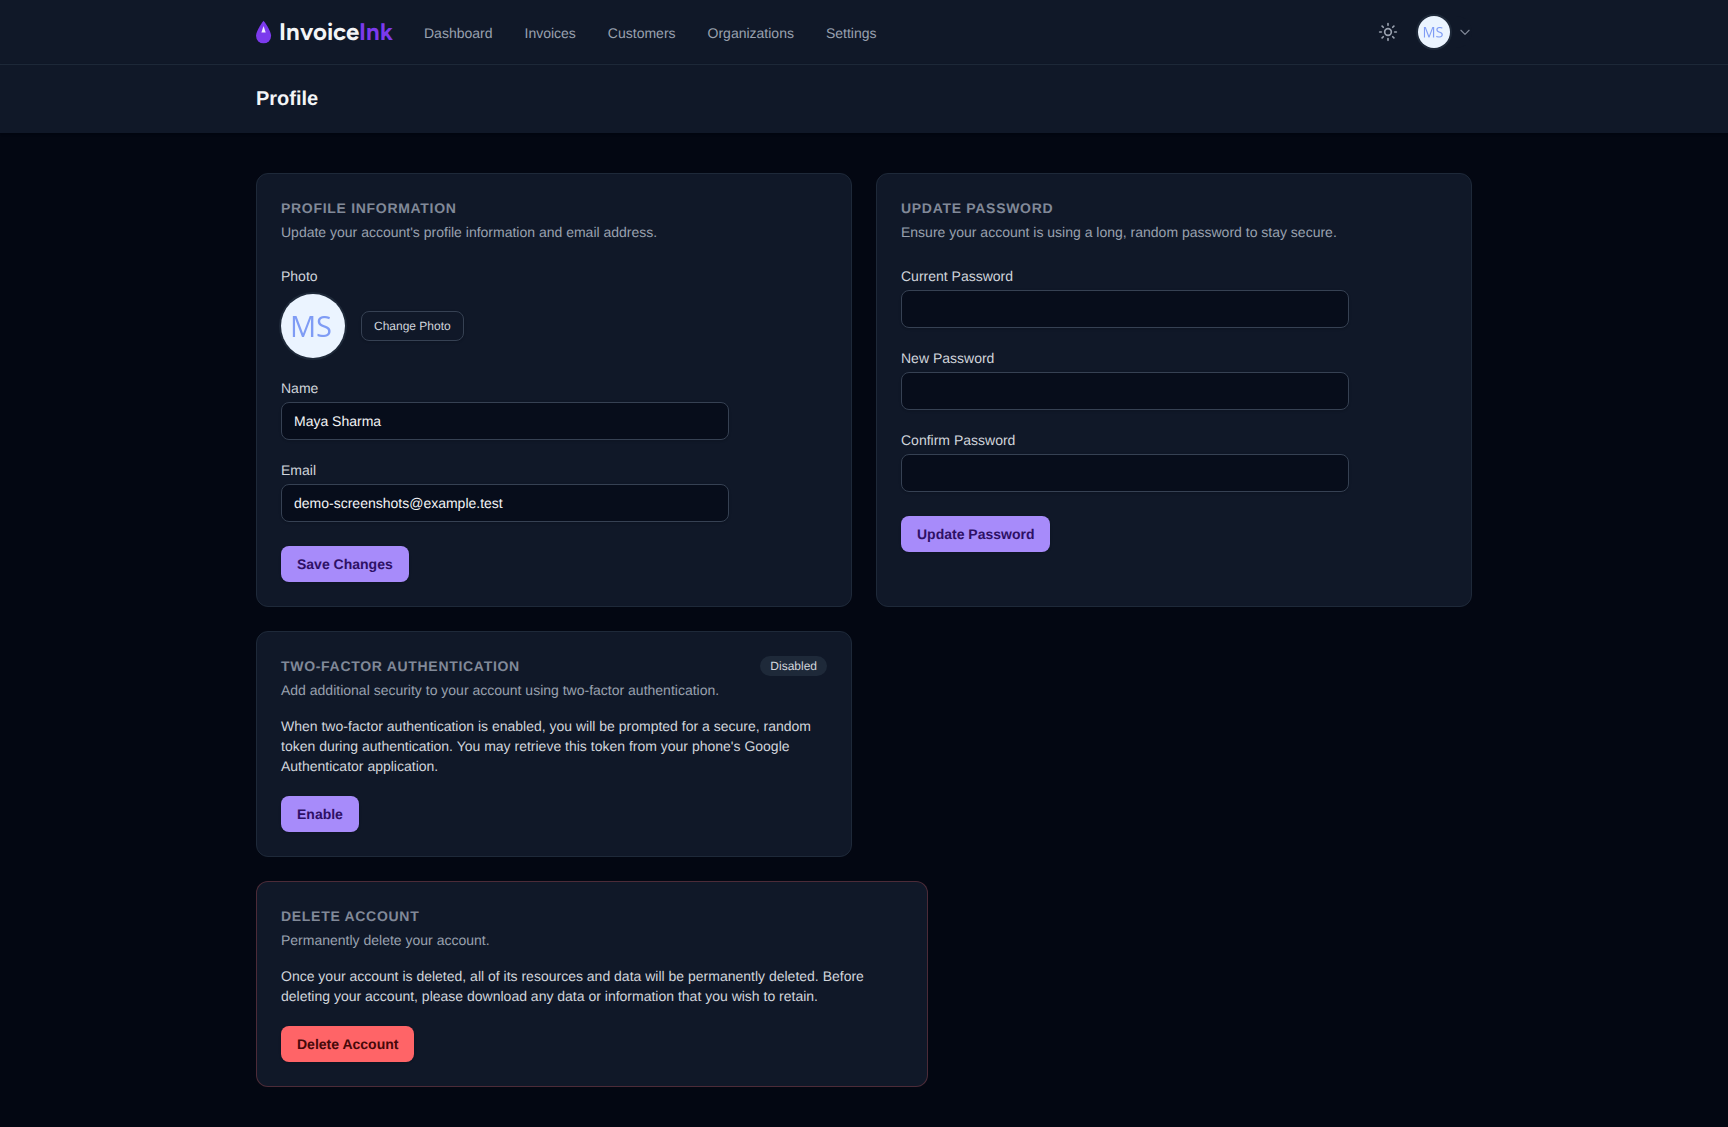 InvoiceInk
Dashboard
Invoices
Customers
Organizations
Settings
MS
Profile
PROFILE INFORMATION
Update your account's profile information and email address.
Photo
MS
Change Photo
Name
Maya Sharma
Email
demo-screenshots@example.test
Save Changes
UPDATE PASSWORD
Ensure your account is using a long, random password to stay secure.
Current Password
New Password
Confirm Password
Update Password
TWO-FACTOR AUTHENTICATION
Disabled
Add additional security to your account using two-factor authentication.
When two-factor authentication is enabled, you will be prompted for a secure, random
token during authentication. You may retrieve this token from your phone's Google
Authenticator application.
Enable
DELETE ACCOUNT
Permanently delete your account.
Once your account is deleted, all of its resources and data will be permanently deleted. Before
deleting your account, please download any data or information that you wish to retain.
Delete Account